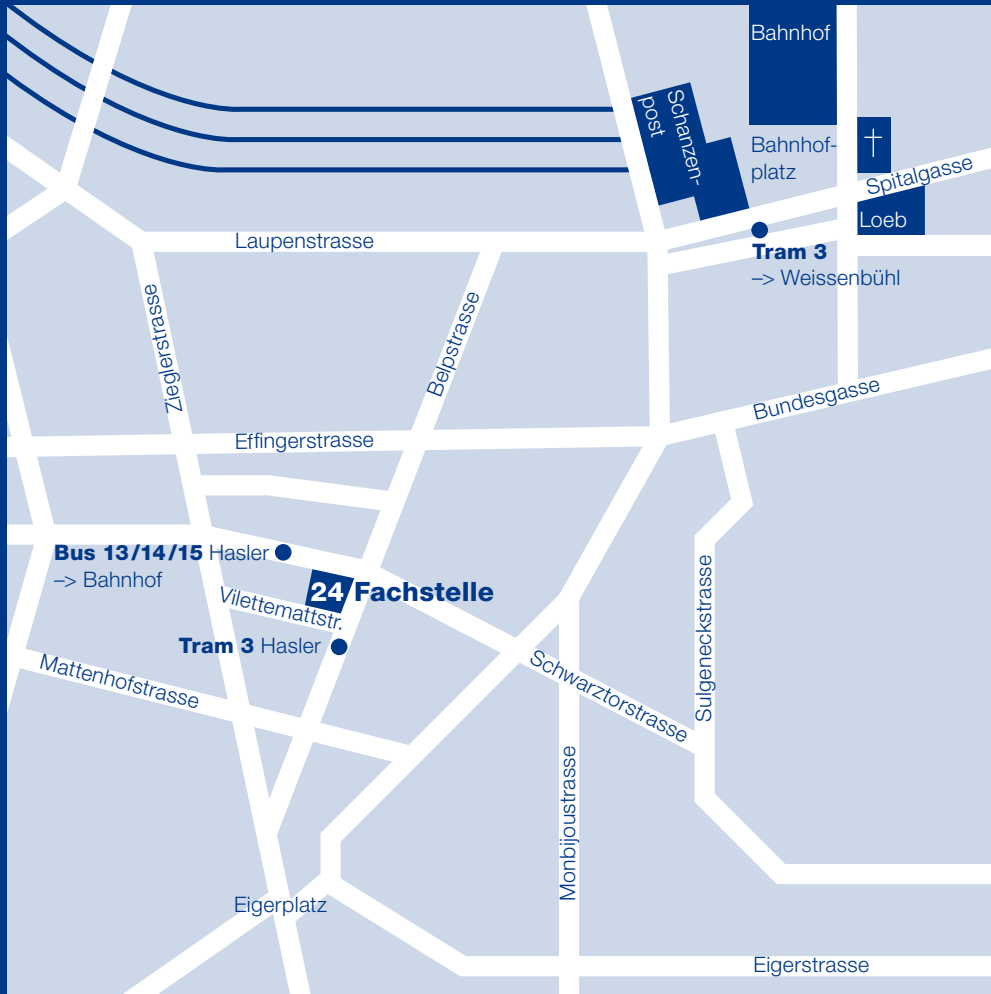 Bahnhof
Schanzen-
post
Bahnhof-
platz
Spitalgasse
Loeb
Laupenstrasse
Tram 3
–> Weissenbühl
Zieglerstrasse
Belpstrasse
Bundesgasse
Effingerstrasse
Bus 13/14/15 Hasler
–> Bahnhof
24 Fachstelle
Vilettemattstr.
Tram 3 Hasler
Mattenhofstrasse
Schwarztorstrasse
Sulgeneckstrasse
Monbijoustrasse
Eigerplatz
Eigerstrasse